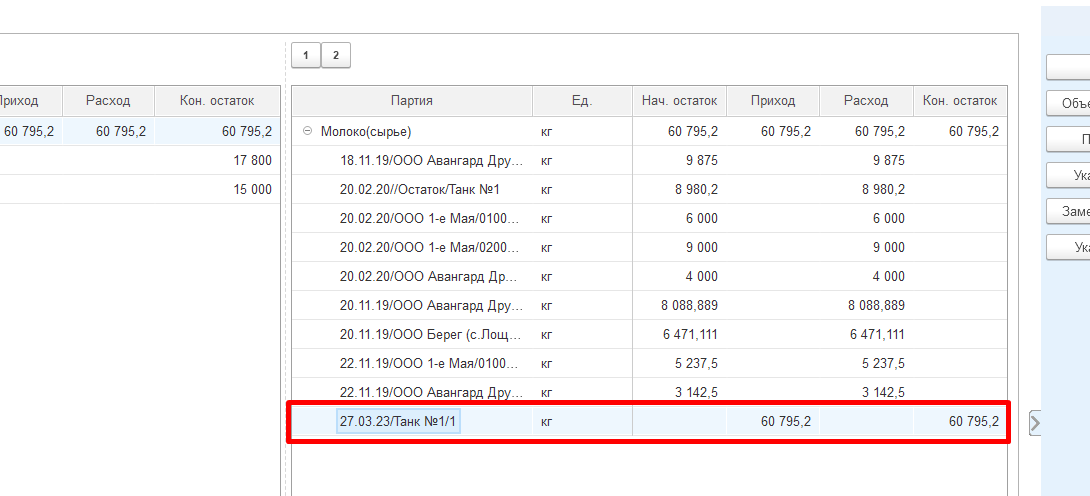 1 2
Приход Расход Кон. остаток Партия Ед. Нач. остаток Приход Расход Кон. остаток
60 795,2 60 795,2 60 795,2 Молоко(сырье) кг 60 795,2 60 795,2 60 795,2 60 795,2
17 800 18.11.19/ООО Авангард Дру... кг 9 875 9 875
15 000 20.02.20//Остаток/Танк №1 кг 8 980,2 8 980,2
20.02.20/ООО 1-е Мая/0100... кг 6 000 6 000
20.02.20/ООО 1-е Мая/0200... кг 9 000 9 000
20.02.20/ООО Авангард Др... кг 4 000 4 000
20.11.19/ООО Авангард Дру... кг 8 088,889 8 088,889
20.11.19/ООО Берег (с.Лощ... кг 6 471,111 6 471,111
22.11.19/ООО 1-е Мая/0100... кг 5 237,5 5 237,5
22.11.19/ООО Авангард Дру... кг 3 142,5 3 142,5
27.03.23/Танк №1/1 кг 60 795,2 60 795,2
Объе
П
Ука
Заме
Ука